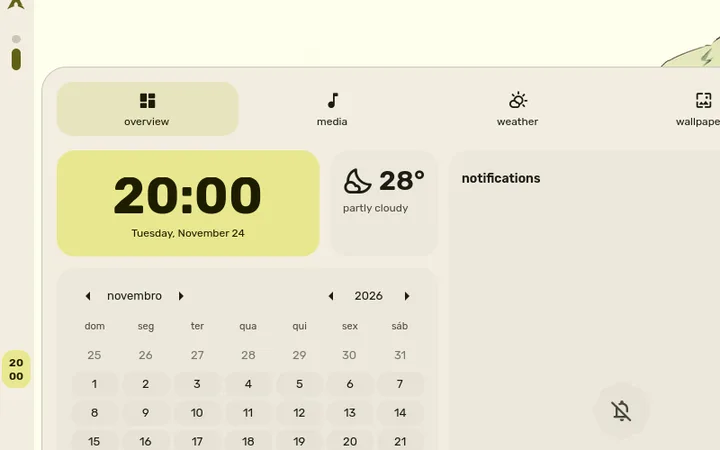 overview
media
weather
wallpape
20:00
Tuesday, November 24
28°
partly cloudy
notifications
novembro
2026
dom seg ter qua qui sex sáb
25 26 27 28 29 30 31
1 2 3 4 5 6 7
8 9 10 11 12 13 14
15 16 17 18 19 20 21
20
00